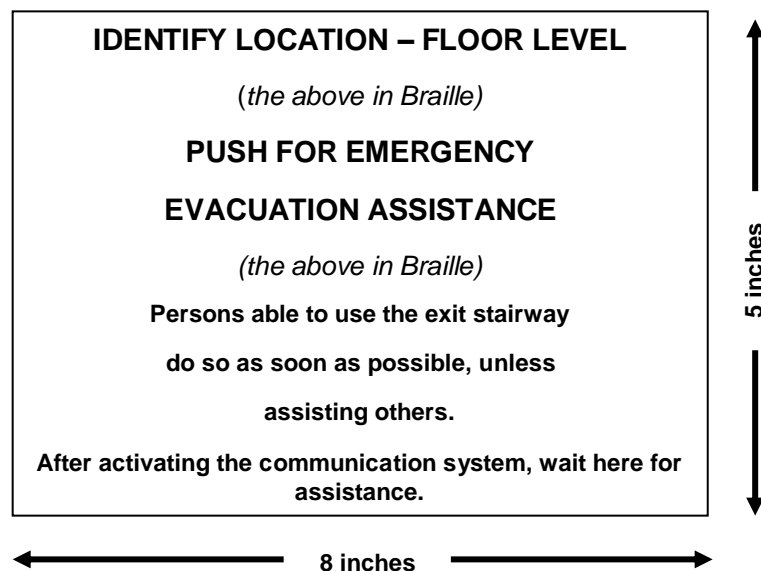 IDENTIFY LOCATION – FLOOR LEVEL
(the above in Braille)
PUSH FOR EMERGENCY
EVACUATION ASSISTANCE
(the above in Braille)
Persons able to use the exit stairway
do so as soon as possible, unless
assisting others.
After activating the communication system, wait here for
assistance.
5 inches
8 inches